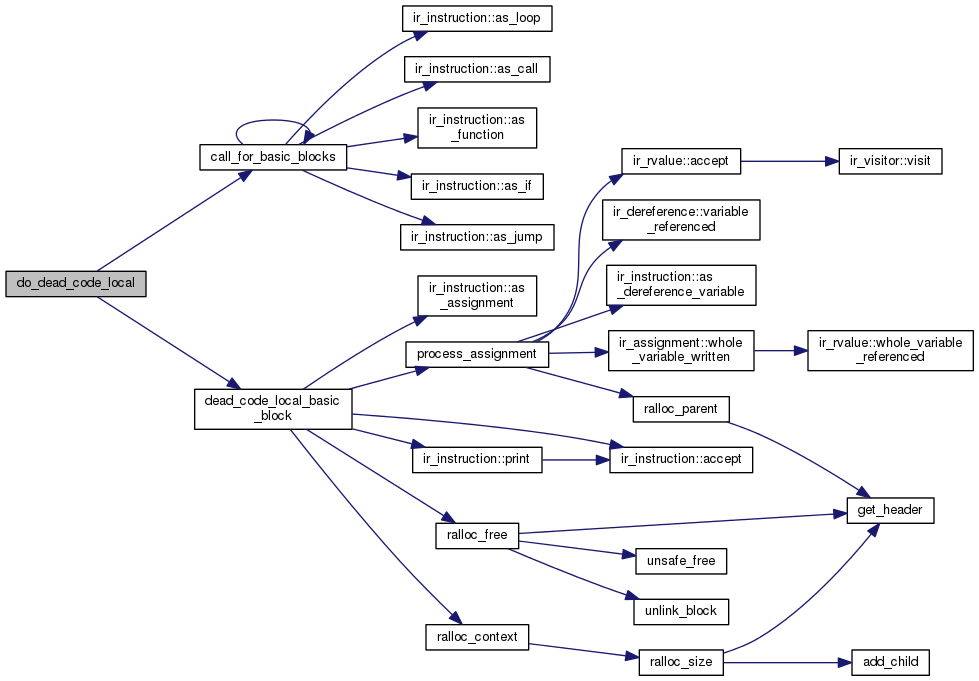 ir_instruction::as_loop
ir_instruction::as_call
ir_instruction::as
_function
call_for_basic_blocks
ir_rvalue::accept
ir_visitor::visit
ir_instruction::as_if
ir_dereference::variable
_referenced
ir_instruction::as_jump
do_dead_code_local
ir_instruction::as
_dereference_variable
ir_instruction::as
_assignment
process_assignment
ir_assignment::whole
_variable_written
ir_rvalue::whole_variable
_referenced
dead_code_local_basic
_block
ralloc_parent
ir_instruction::print
ir_instruction::accept
get_header
ralloc_free
unsafe_free
unlink_block
ralloc_context
ralloc_size
add_child